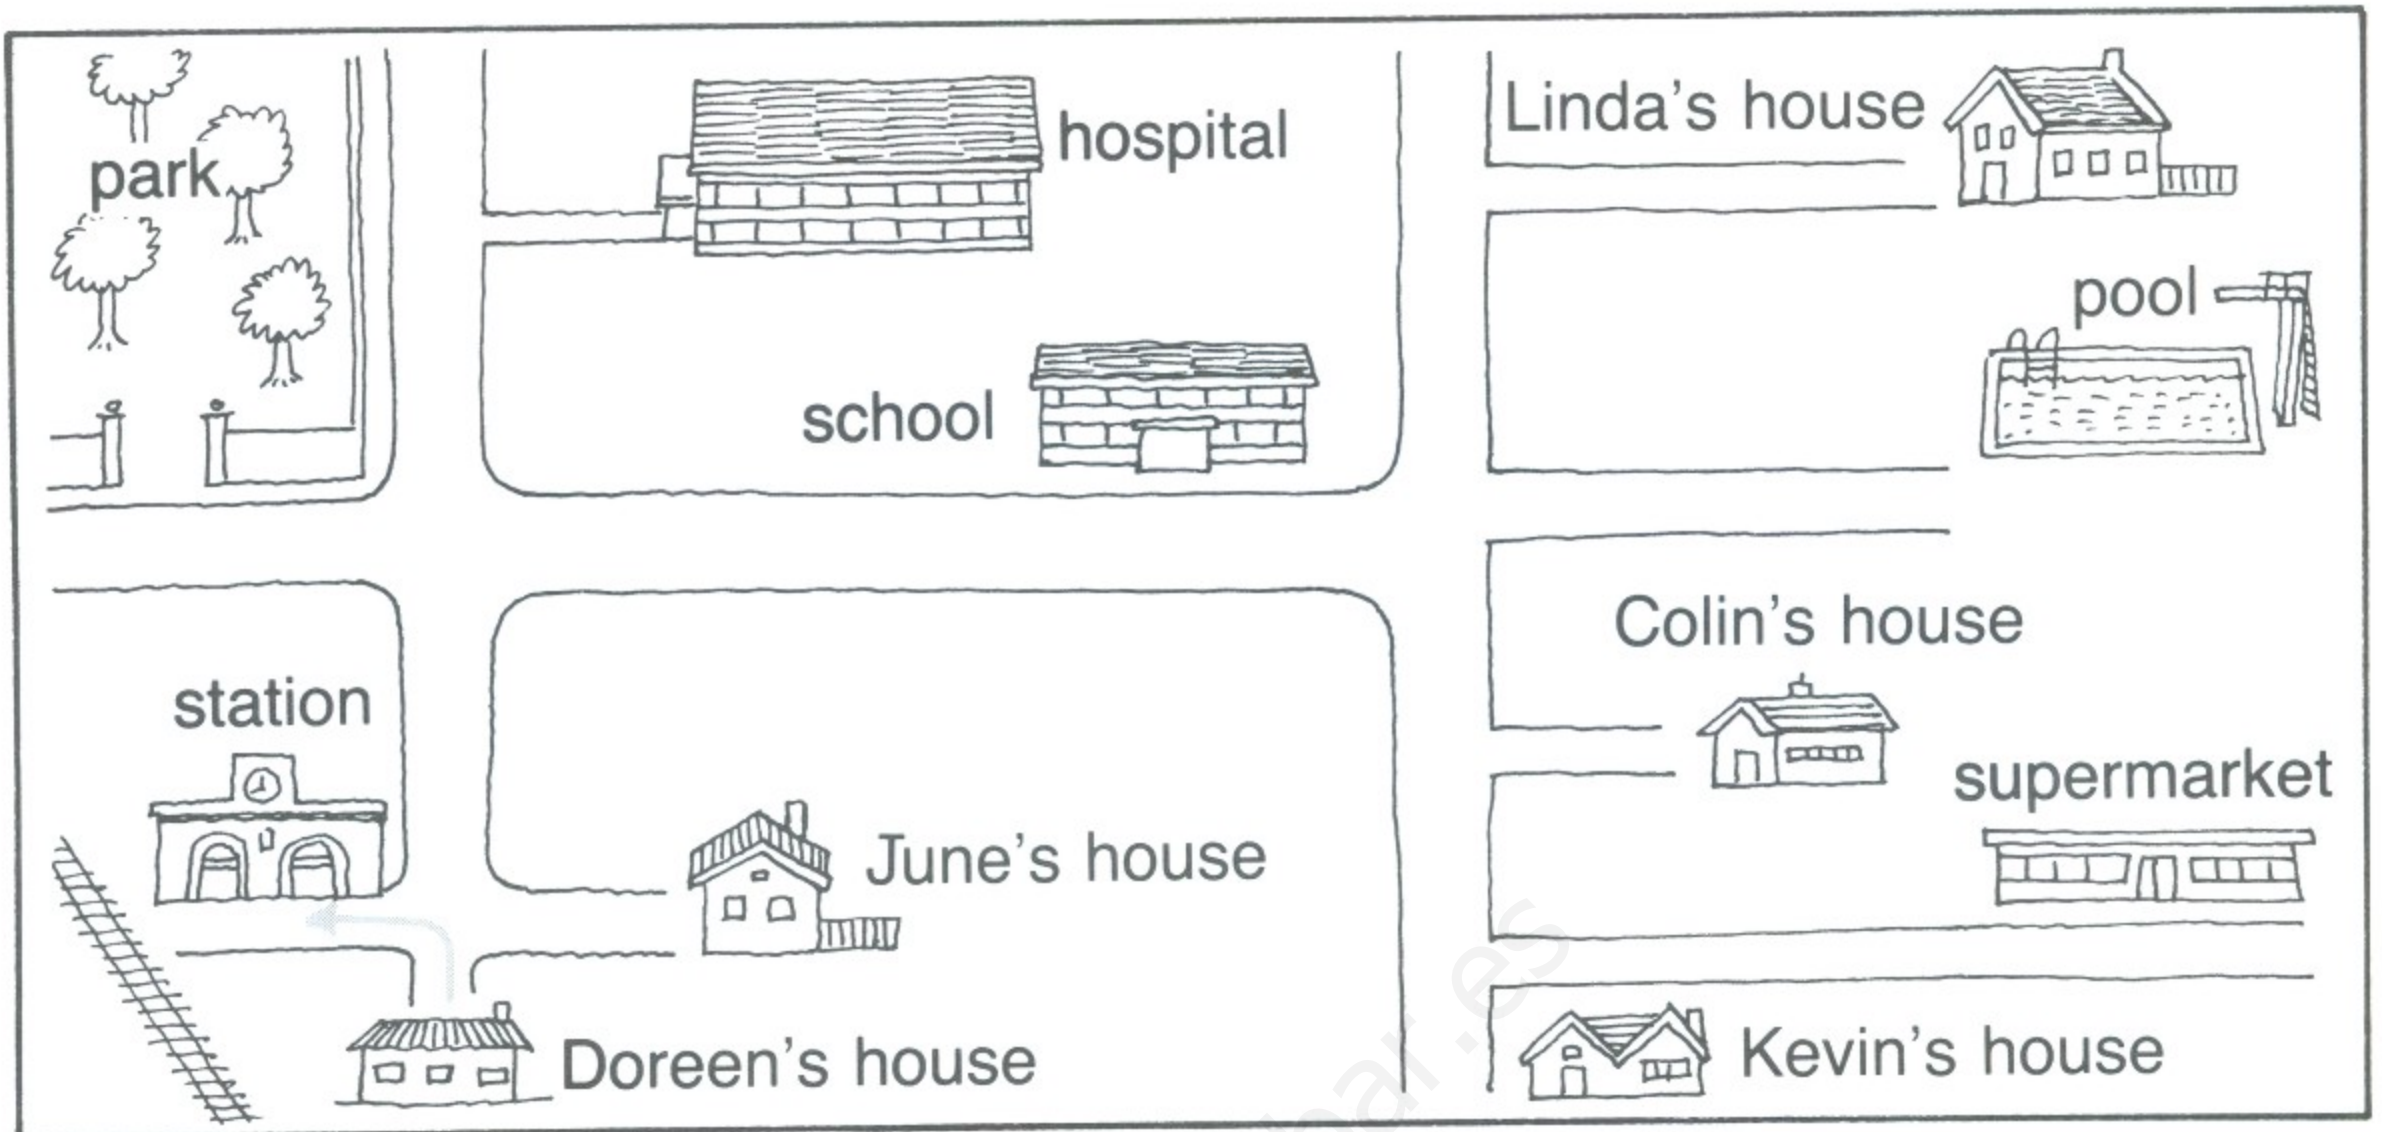 Linda's house
hospital
park
pool
school
Colin's house
station
supermarket
June's house
Kevin's house
Doreen's house